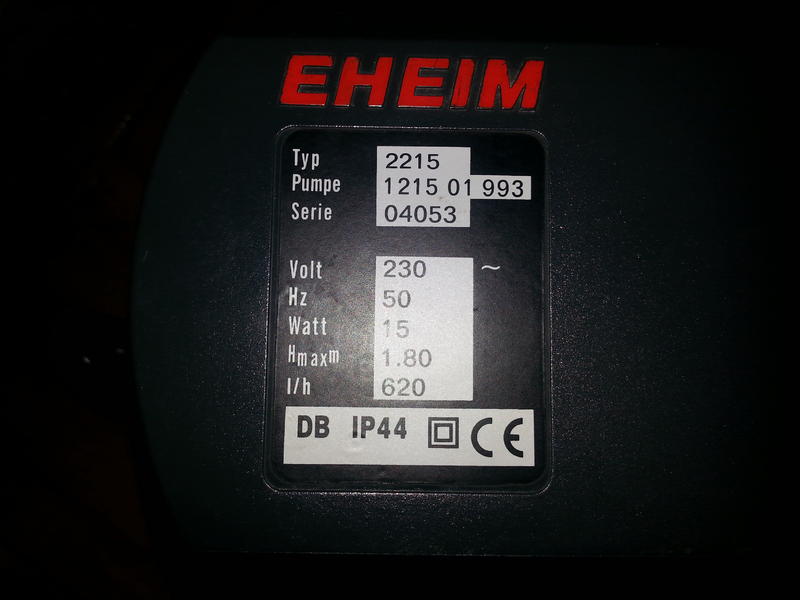 EHEIM
Typ 2215
Pumpe 1215 01 993
Serie 04053
Volt 230 ~
Hz 50
Watt 15
Hmaxm 1.80
l/h 620
DB IP44 CE